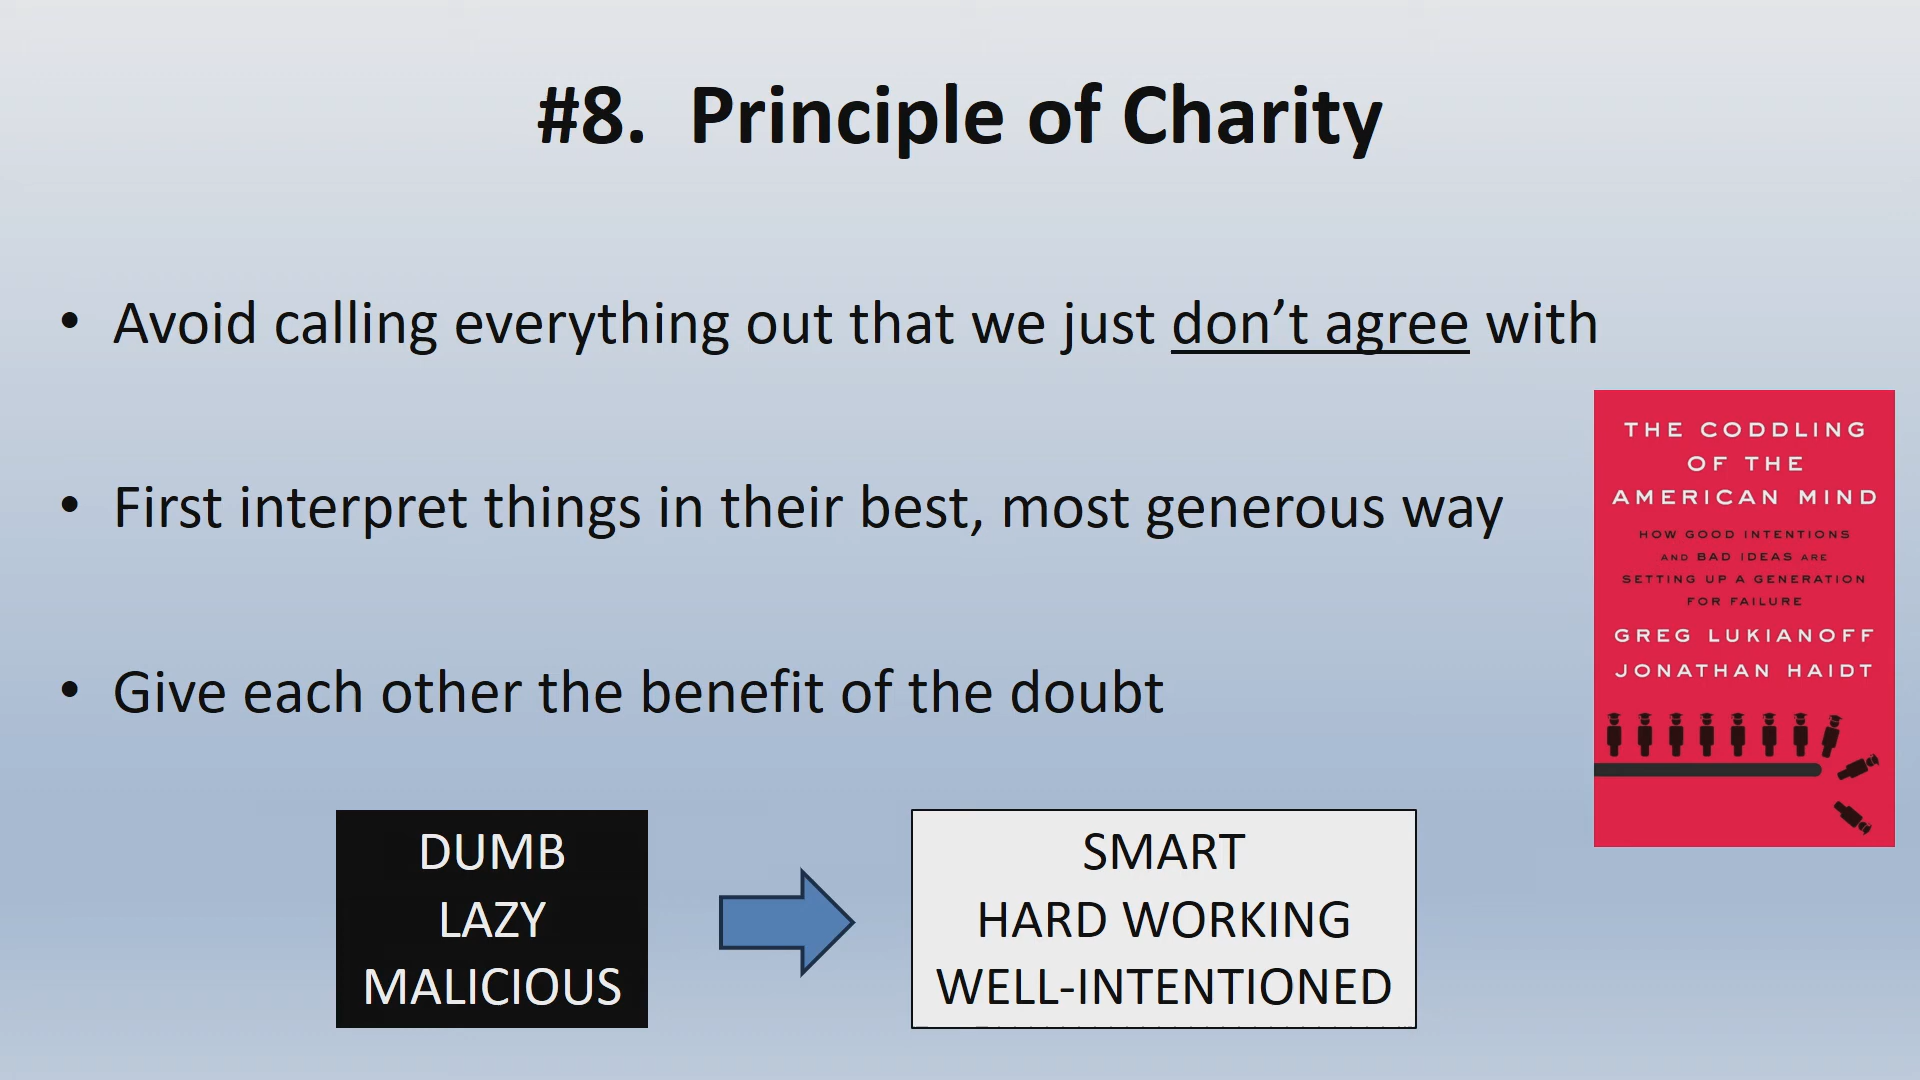 #8. Principle of Charity
• Avoid calling everything out that we just don’t agree with
• First interpret things in their best, most generous way
• Give each other the benefit of the doubt
THE CODDLING
OF THE
AMERICAN MIND
HOW GOOD INTENTIONS
AND BAD IDEAS ARE
SETTING UP A GENERATION
FOR FAILURE
GREG LUKIANOFF
JONATHAN HAIDT
DUMB
LAZY
MALICIOUS
SMART
HARD WORKING
WELL-INTENTIONED